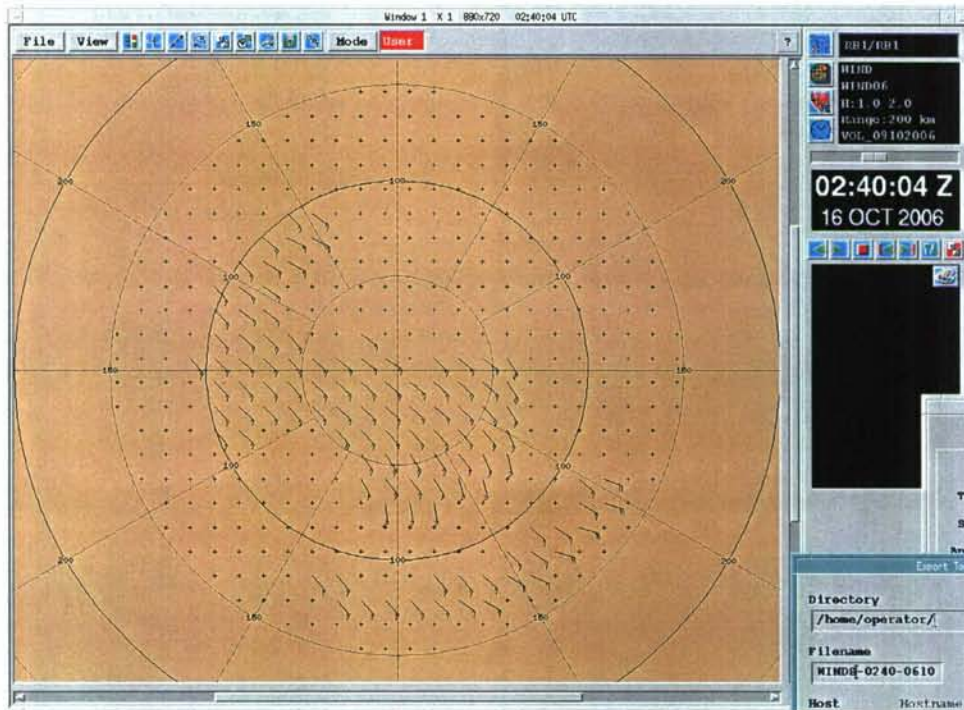 Window 1 X 1 880x720 02:40:04 UTC
File View Mode User ?
150 150
200 100 200
100 100
150 150
100 100
200 100 200
150 150
RB1/RB1
WIND
WIND06
H:1.0 2.0
Range:200 km
VOL_09102006
02:40:04 Z
16 OCT 2006
Export To
Directory
/home/operator/
Filename
-0240-0610
Host Hostname